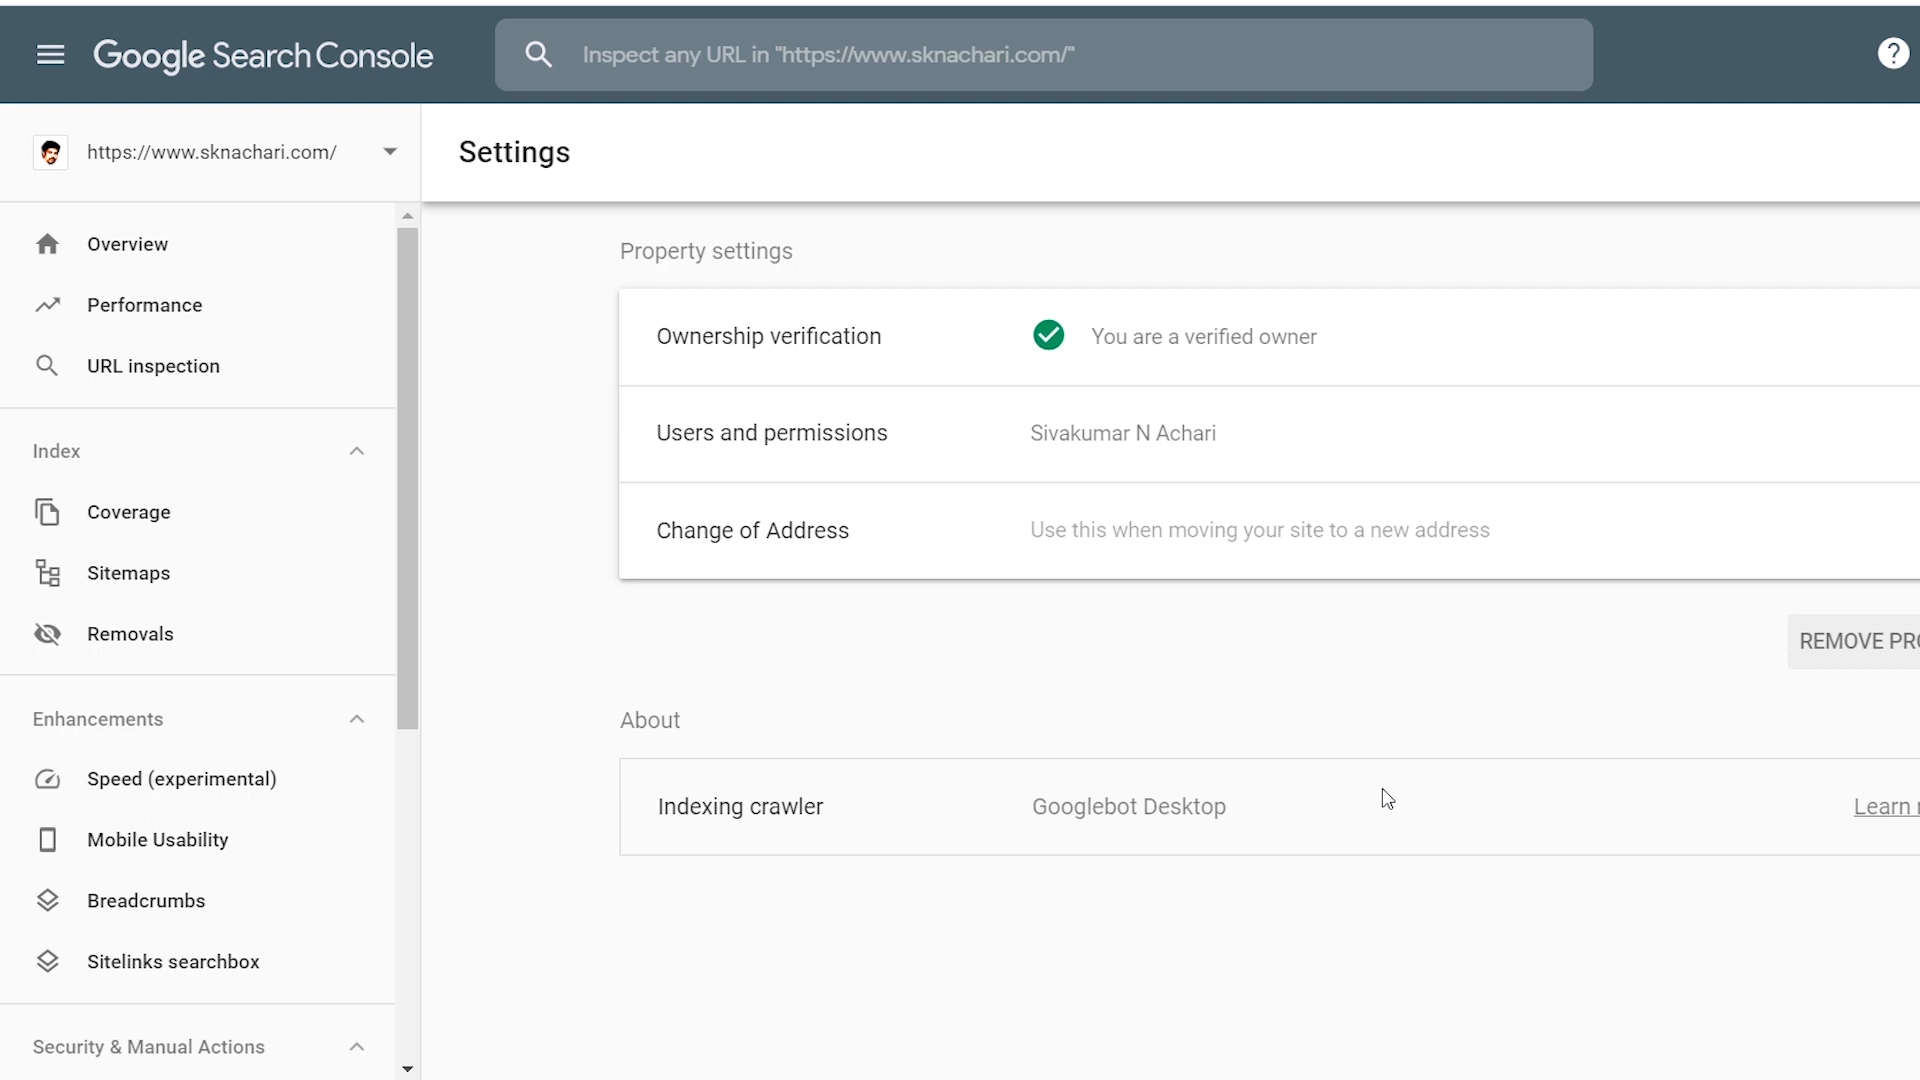 Google Search Console
Inspect any URL in "https://www.sknachari.com/"
?
https://www.sknachari.com/
Settings
Overview
Performance
URL inspection
Index
Coverage
Sitemaps
Removals
Enhancements
Speed (experimental)
Mobile Usability
Breadcrumbs
Sitelinks searchbox
Security & Manual Actions
Property settings
Ownership verification
You are a verified owner
Users and permissions
Sivakumar N Achari
Change of Address
Use this when moving your site to a new address
REMOVE PRO
About
Indexing crawler
Googlebot Desktop
Learn